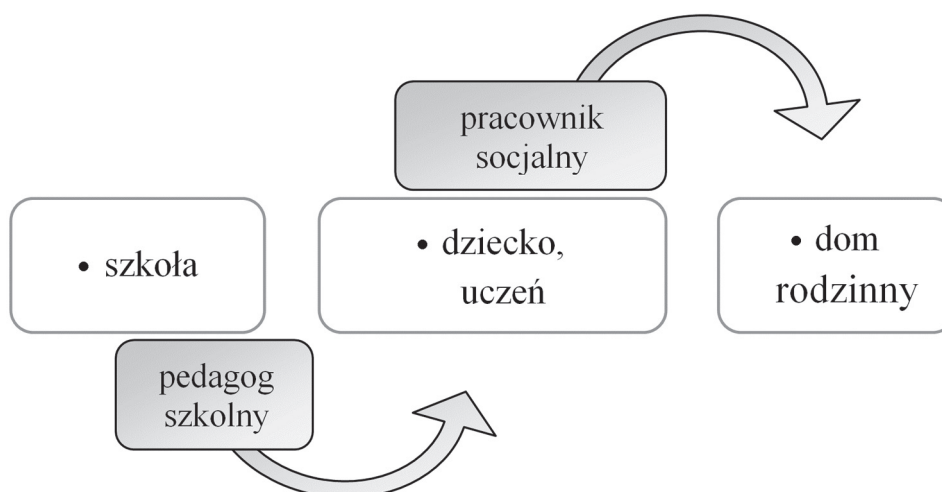 pracownik
socjalny
• szkoła
• dziecko,
uczeń
• dom
rodzinny
pedagog
szkolny